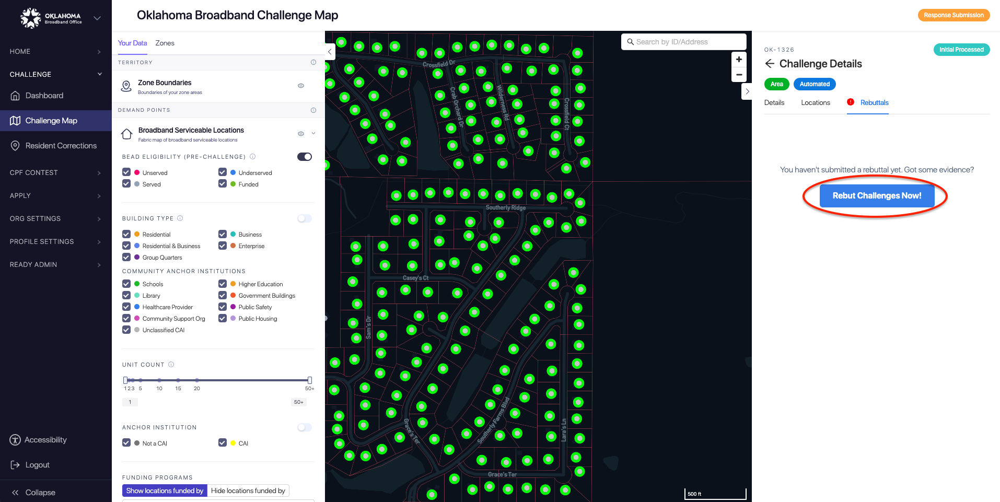 OKLAHOMA
Broadband Office
HOME
CHALLENGE
Dashboard
Challenge Map
Resident Corrections
CPF CONTEST
APPLY
ORG SETTINGS
PROFILE SETTINGS
READY ADMIN
Accessibility
Logout
Collapse
Oklahoma Broadband Challenge Map
Response Submission
Your Data
Zones
TERRITORY
Zone Boundaries
Boundaries of your zone areas
DEMAND POINTS
Broadband Serviceable Locations
Fabric map of broadband serviceable locations
BEAD ELIGIBILITY (PRE-CHALLENGE)
Unserved
Underserved
Served
Funded
BUILDING TYPE
Residential
Business
Residential & Business
Enterprise
Group Quarters
COMMUNITY ANCHOR INSTITUTIONS
Schools
Higher Education
Library
Government Buildings
Healthcare Provider
Public Safety
Community Support Org
Public Housing
Unclassified CAI
UNIT COUNT
1 2 3 5 10 15 20 50+
1
50+
ANCHOR INSTITUTION
Not a CAI
CAI
FUNDING PROGRAMS
Show locations funded by
Hide locations funded by
Search by ID/Address
+
−
Crossfield Dr
Crab Orchard Dr
Wilderness Rd
Crossfield Ct
Southerly Ridge
Casey's Ct
Sam's Dr
Grace's Ter
Southerly Farms Blvd
Lara's Ln
Grace's Ter
500 ft
OK-1326
Initial Processed
Challenge Details
Area
Automated
Details
Locations
Rebuttals
You haven't submitted a rebuttal yet. Got some evidence?
Rebut Challenges Now!